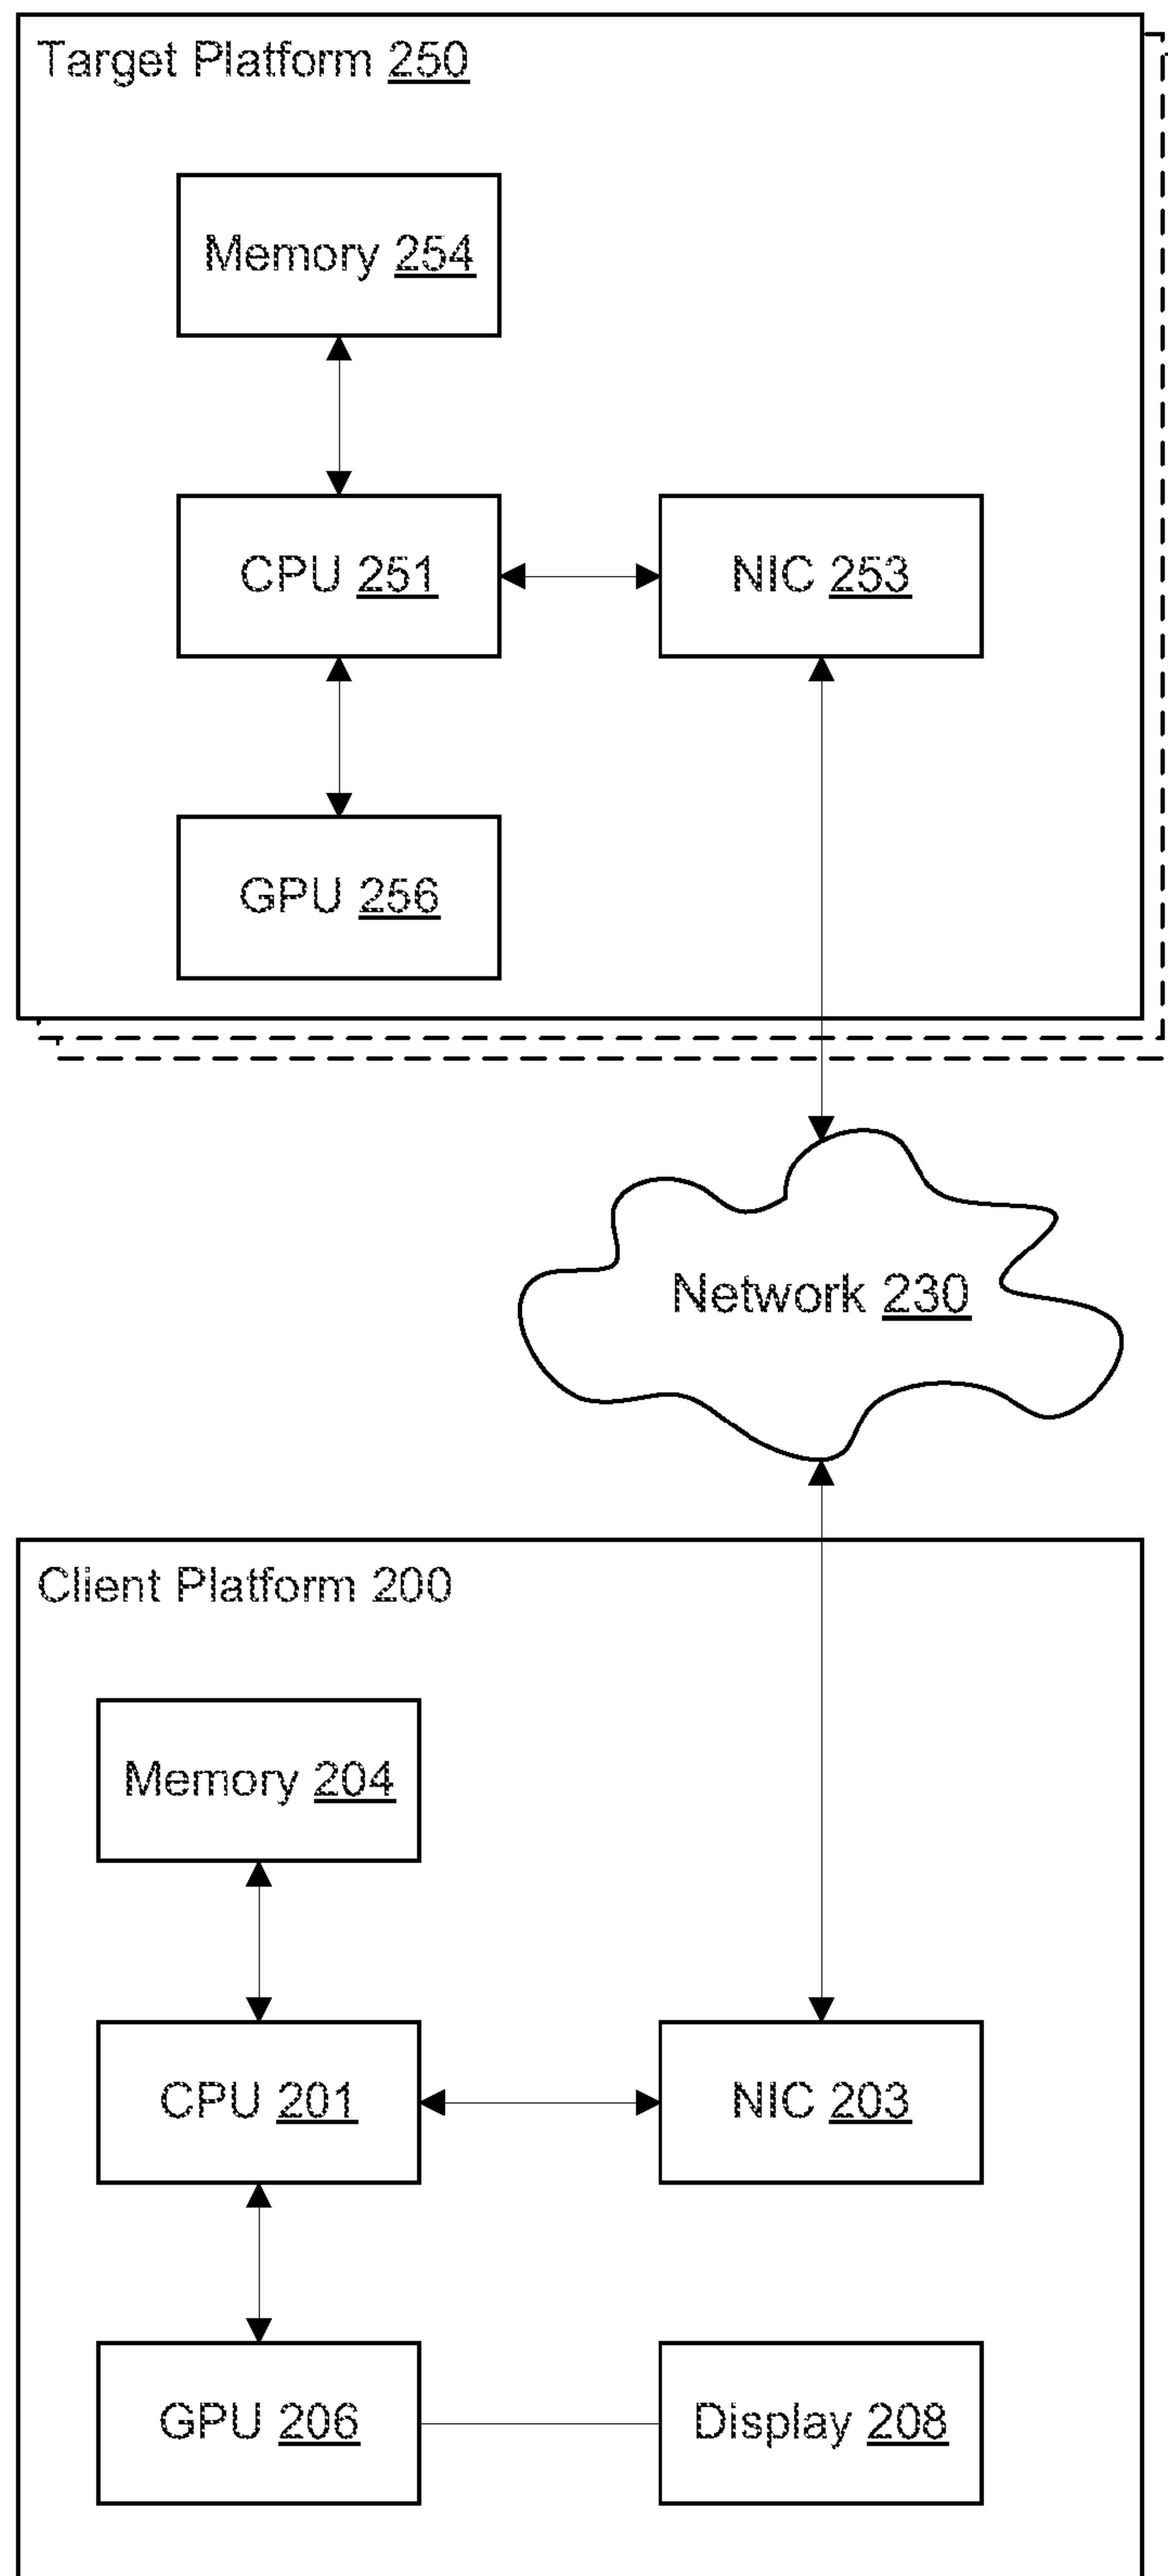 Target Platform 250
Memory 254
CPU 251
NIC 253
GPU 256
Network 230
Client Platform 200
Memory 204
CPU 201
NIC 203
GPU 206
Display 208